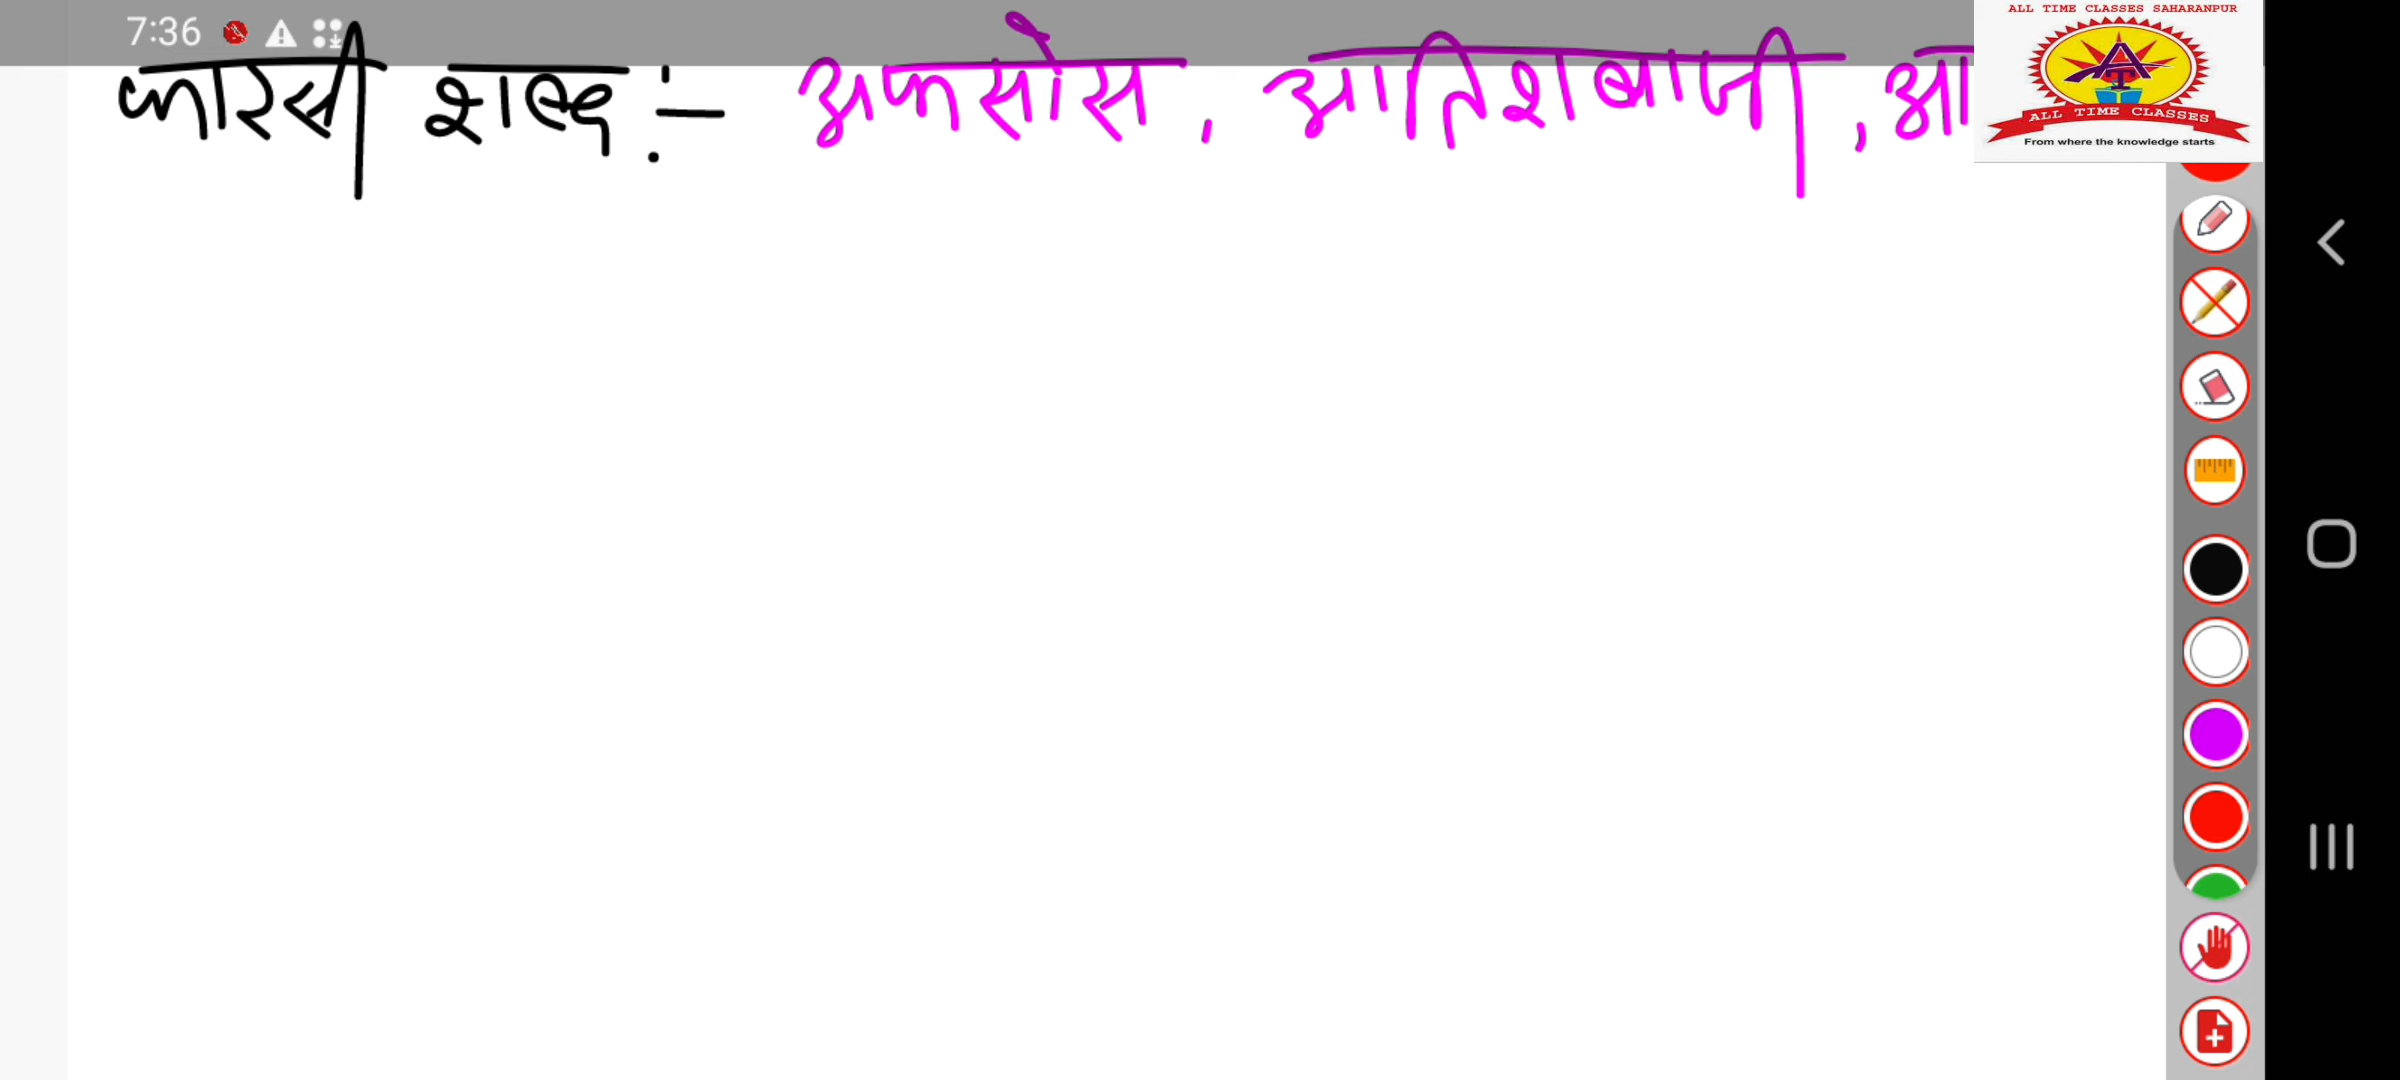 7:36
फारसी शब्द :- अफसोस, आतिशबाजी, आ
ALL TIME CLASSES SAHARANPUR
AT
ALL TIME CLASSES
From where the knowledge starts